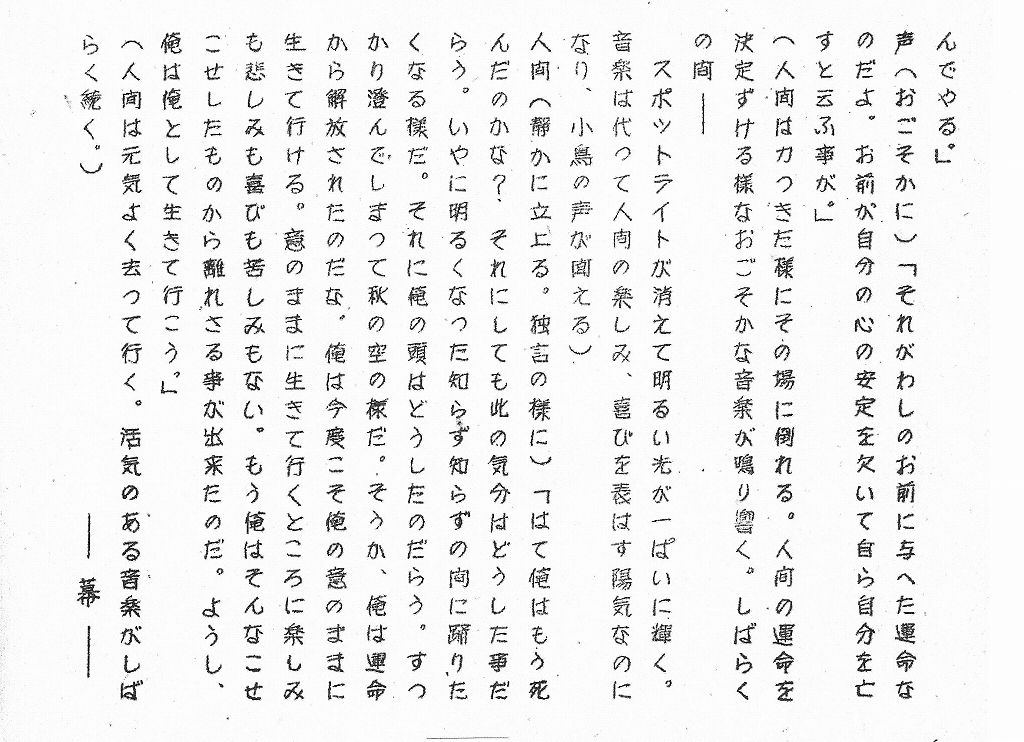 んでやる。」
声（おごそかに）「それがわしのお前に与へた運命な
のだよ。お前が自分の心の安定を欠いて自ら自分を亡
すと云ふ事が。」
（人間は力つきた様にその場に倒れる。人間の運命を
決定ずける様なおごそかな音楽が鳴り響く。しばらく
の間――
　スポットライトが消えて明るい光が一ぱいに輝く。
音楽は代って人間の楽しみ、喜びを表はす陽気なのに
なり、小鳥の声が聞える）
人間（静かに立上る。独言の様に）「はて俺はもう死
んだのかな？　それにしても此の気分はどうした事だ
らう。いやに明るくなった知らず知らずの間に踊りた
くなる様だ。それに俺の頭はどうしたのだらう。すっ
かり澄んでしまって秋の空の様だ。そうか、俺は運命
から解放されたのだな。俺は今度こそ俺の意のままに
生きて行ける。意のままに生きて行くところに楽しみ
も悲しみも喜びも苦しみもない。もう俺はそんなこせ
こせしたものから離れさる事が出来たのだ。ようし、
俺は俺として生きて行こう。」
（人間は元気よく去って行く。活気のある音楽がしば
らく続く。）
――幕――